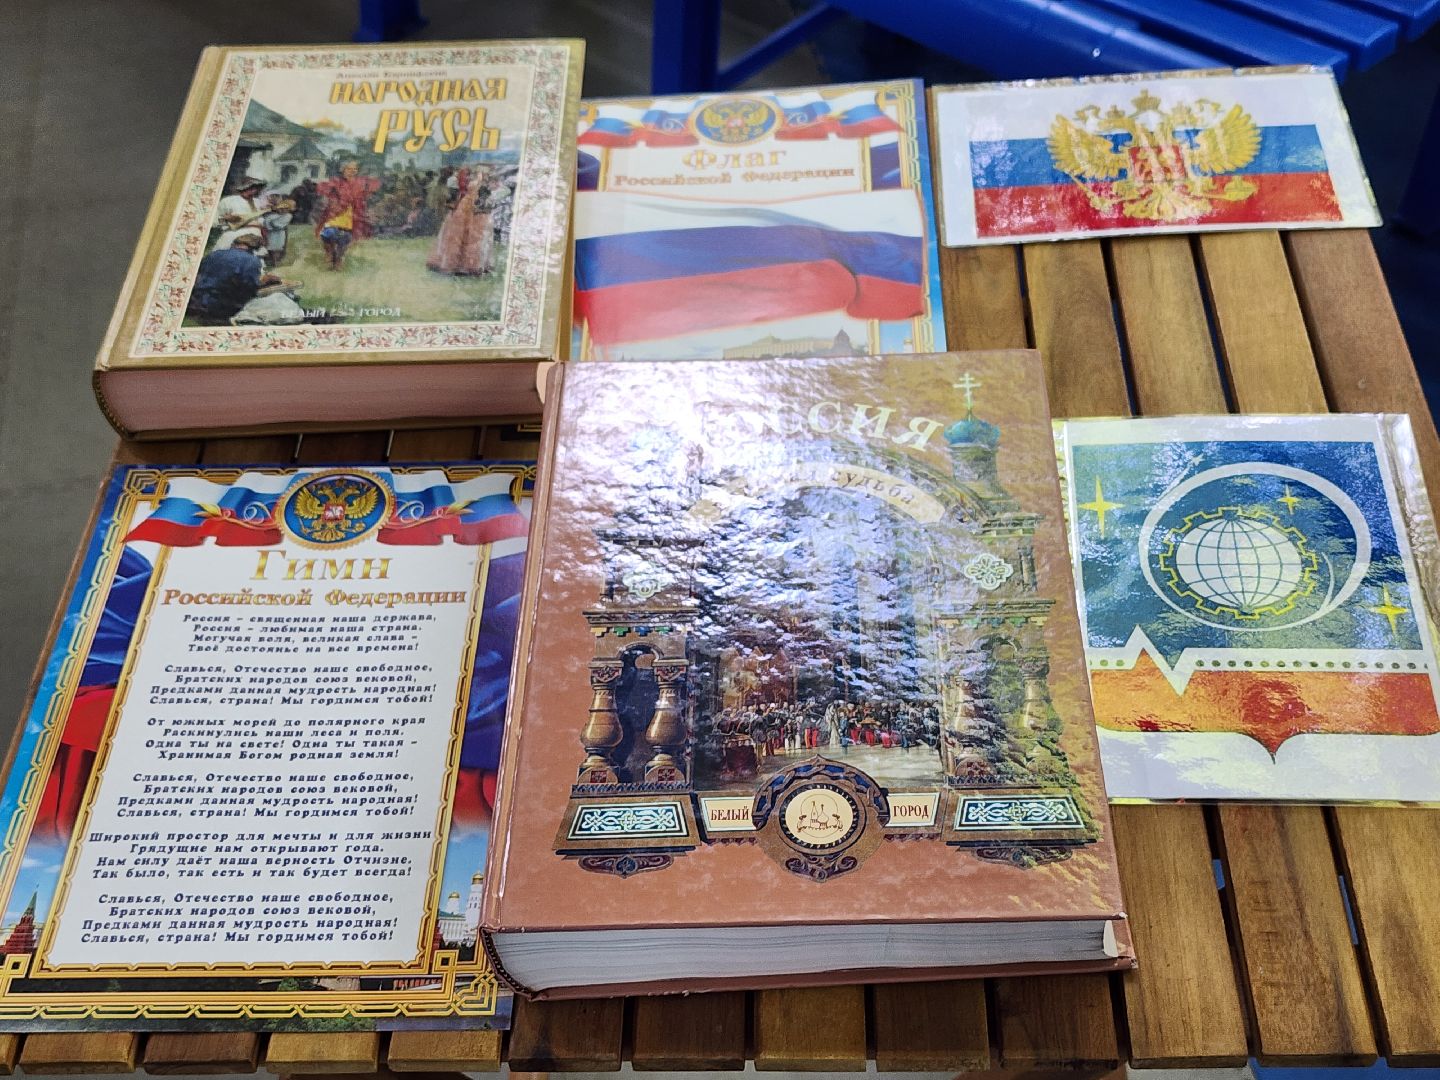 НАРОДНАЯ
РУСЬ
БЕЛЫЙ ГОРОД
Флаг
Российской Федерации
РОССИЯ
судьба
БЕЛЫЙ ГОРОД
Гимн
Российской Федерации
Россия – священная наша держава,
Россия – любимая наша страна.
Могучая воля, великая слава –
Твоё достоянье на все времена!
Славься, Отечество наше свободное,
Братских народов союз вековой,
Предками данная мудрость народная!
Славься, страна! Мы гордимся тобой!
От южных морей до полярного края
Раскинулись наши леса и поля.
Одна ты на свете! Одна ты такая –
Хранимая Богом родная земля!
Славься, Отечество наше свободное,
Братских народов союз вековой,
Предками данная мудрость народная!
Славься, страна! Мы гордимся тобой!
Широкий простор для мечты и для жизни
Грядущие нам открывают года.
Нам силу даёт наша верность Отчизне.
Так было, так есть и так будет всегда!
Славься, Отечество наше свободное,
Братских народов союз вековой,
Предками данная мудрость народная!
Славься, страна! Мы гордимся тобой!